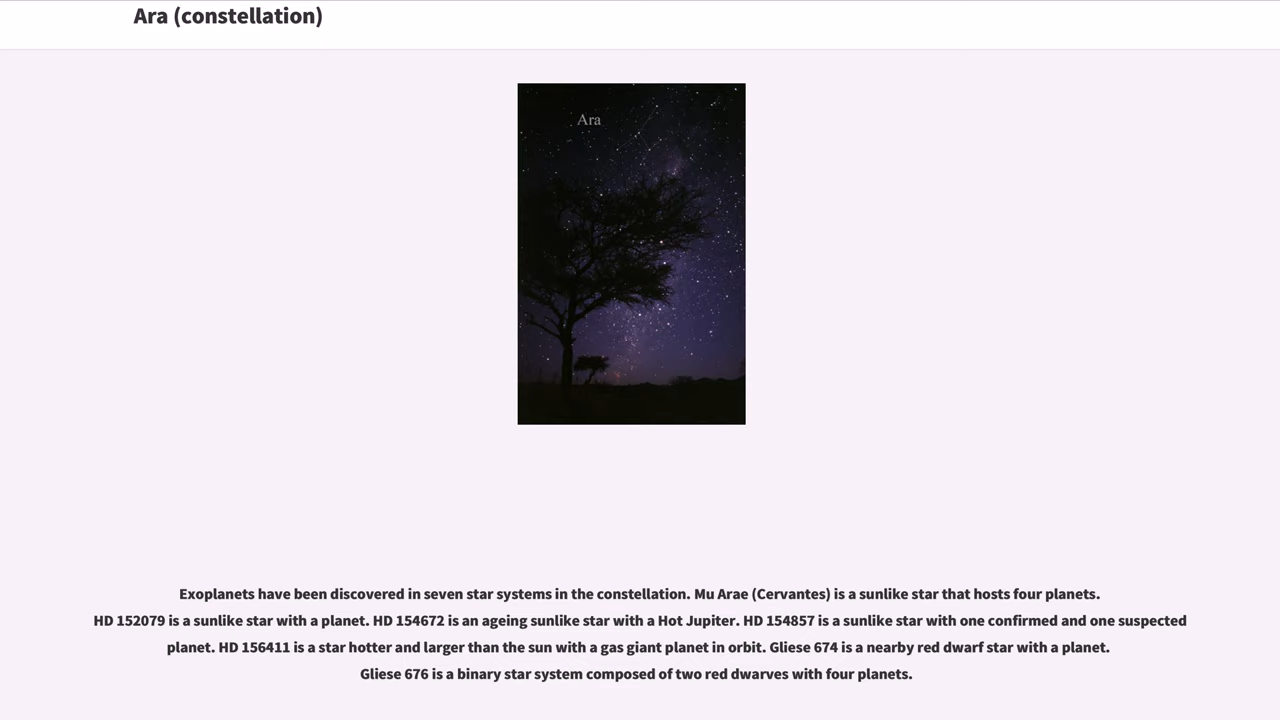 Ara (constellation)
Ara
Exoplanets have been discovered in seven star systems in the constellation. Mu Arae (Cervantes) is a sunlike star that hosts four planets.
HD 152079 is a sunlike star with a planet. HD 154672 is an ageing sunlike star with a Hot Jupiter. HD 154857 is a sunlike star with one confirmed and one suspected
planet. HD 156411 is a star hotter and larger than the sun with a gas giant planet in orbit. Gliese 674 is a nearby red dwarf star with a planet.
Gliese 676 is a binary star system composed of two red dwarves with four planets.